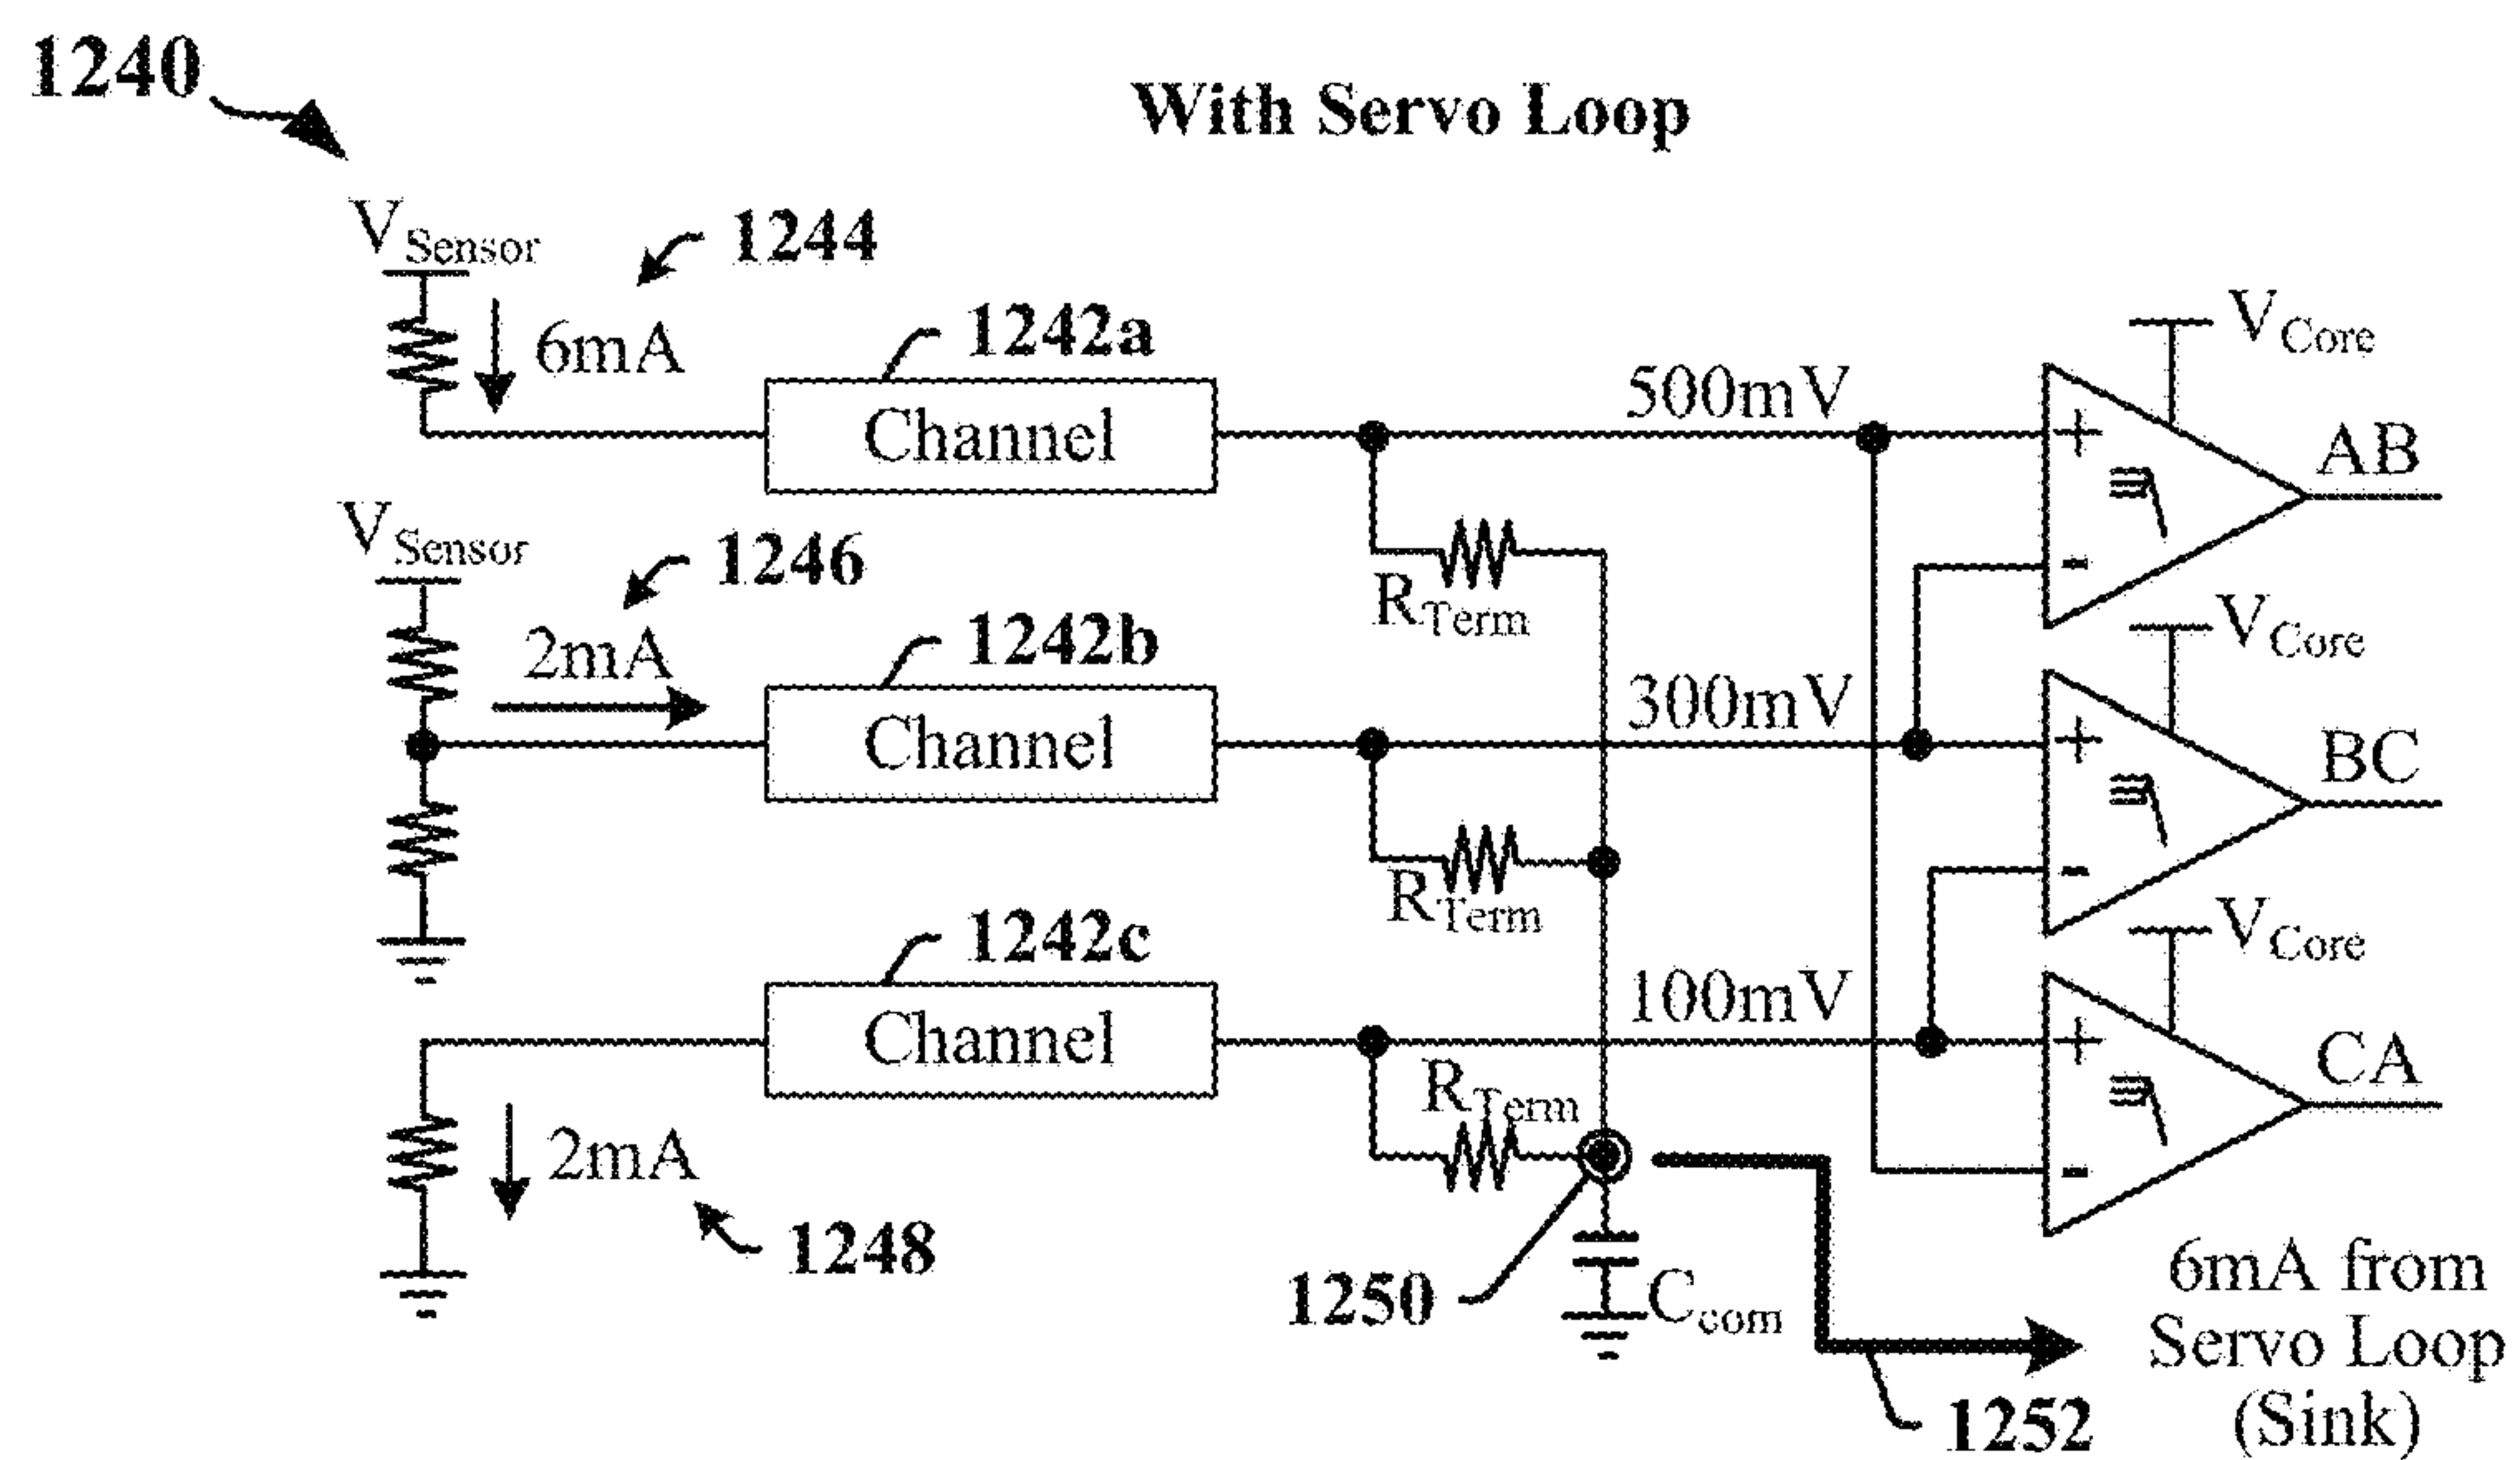 1240
With Servo Loop
VSensor
1244
6mA
1242a
Channel
500mV
VCore
+
-
AB
RTerm
VSensor
1246
2mA
1242b
Channel
300mV
VCore
+
-
BC
RTerm
1242c
Channel
100mV
VCore
+
-
CA
RTerm
2mA
1248
1250
Ccom
6mA from
Servo Loop
(Sink)
1252